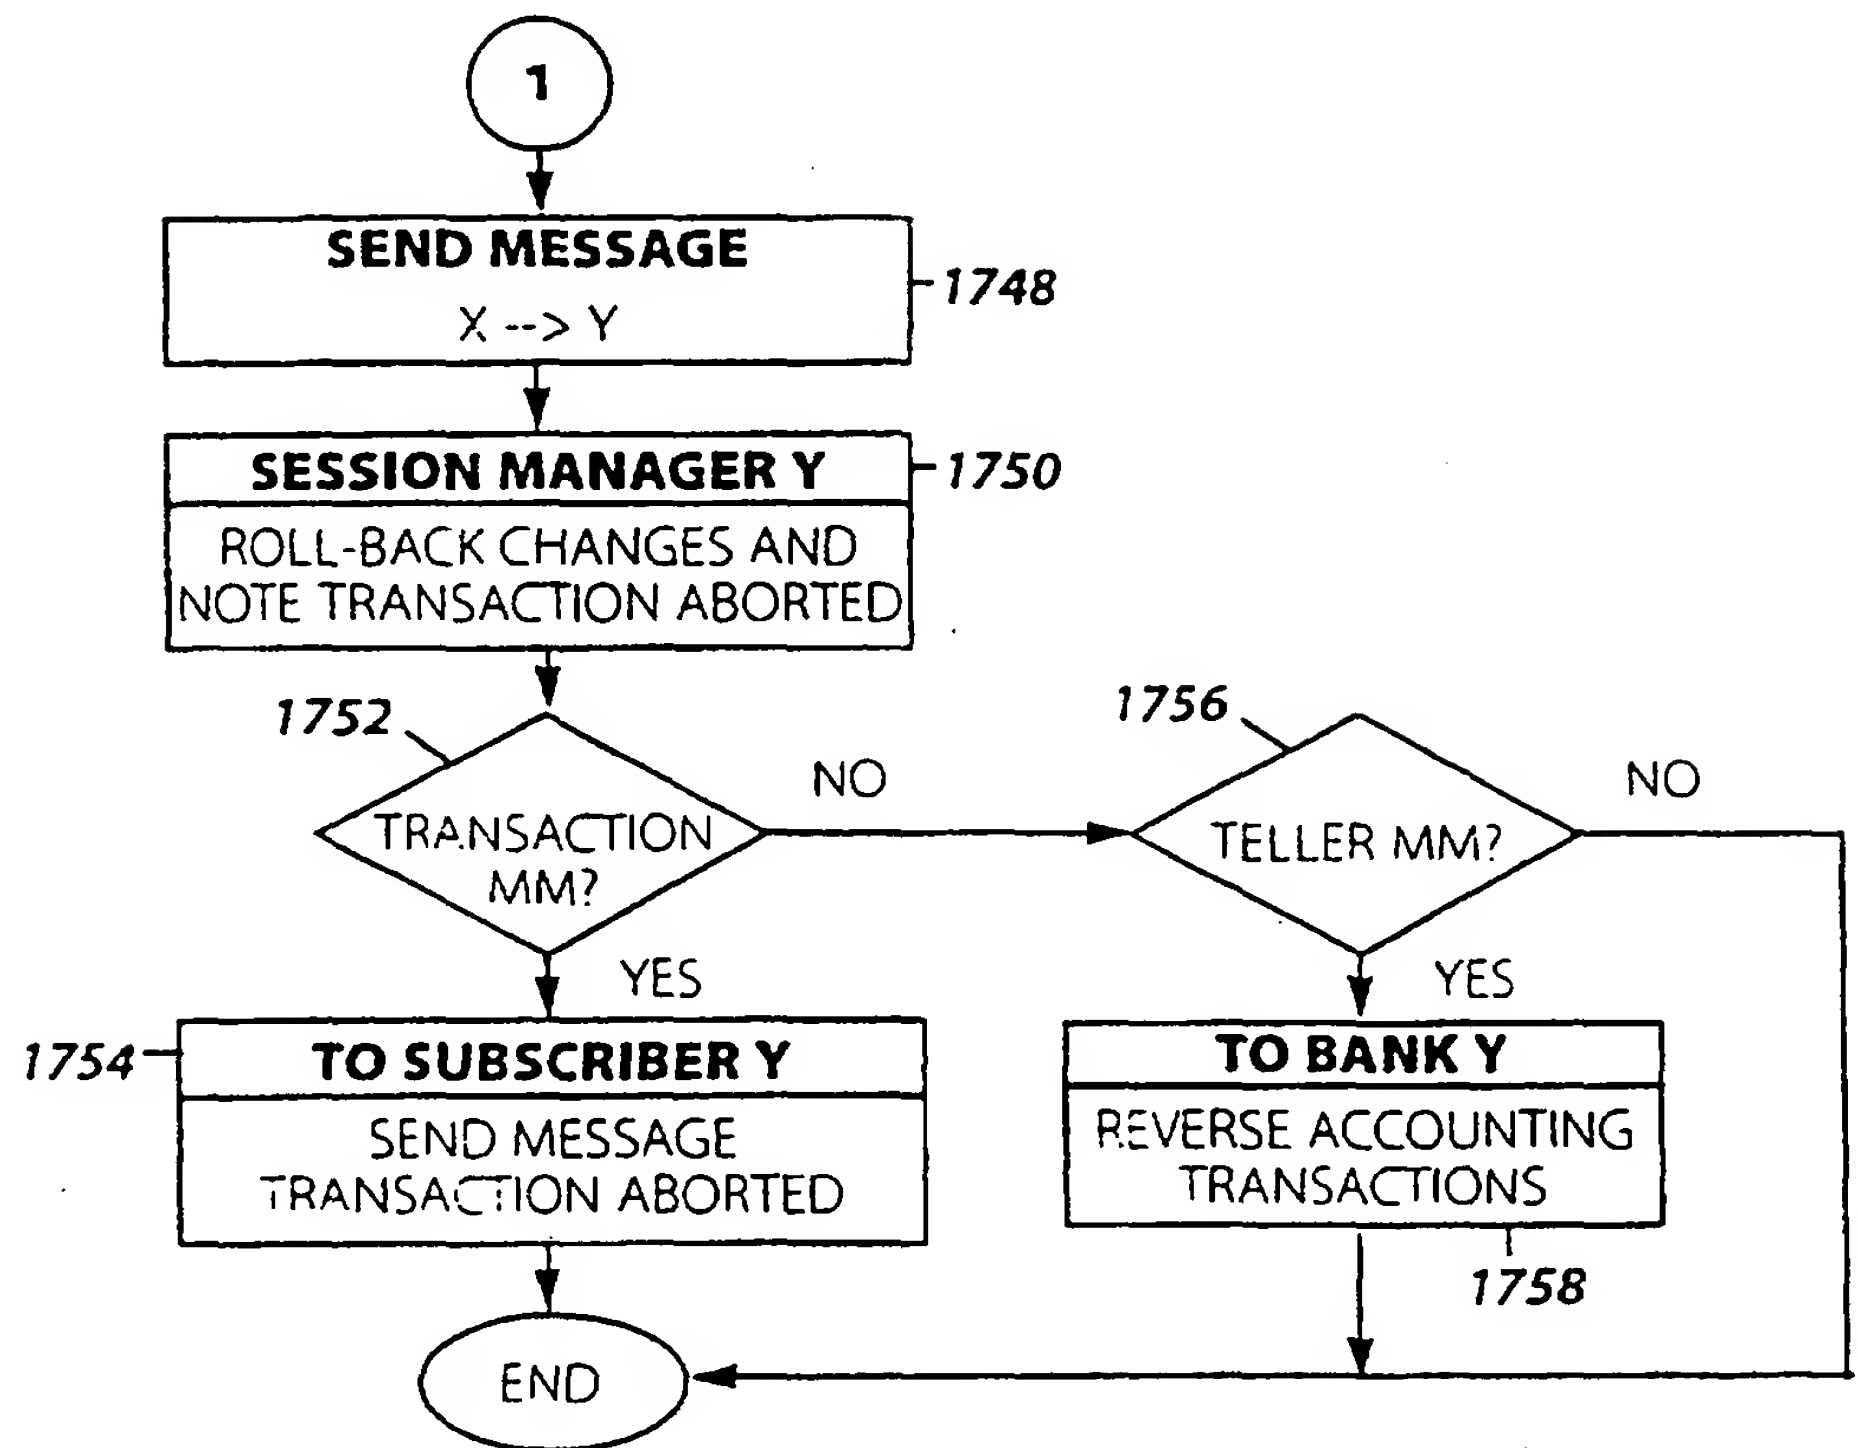 1
SEND MESSAGE
X --> Y
1748
SESSION MANAGER Y
1750
ROLL-BACK CHANGES AND
NOTE TRANSACTION ABORTED
1752
TRANSACTION
MM?
NO
1756
TELLER MM?
NO
YES
YES
1754
TO SUBSCRIBER Y
SEND MESSAGE
TRANSACTION ABORTED
TO BANK Y
REVERSE ACCOUNTING
TRANSACTIONS
1758
END